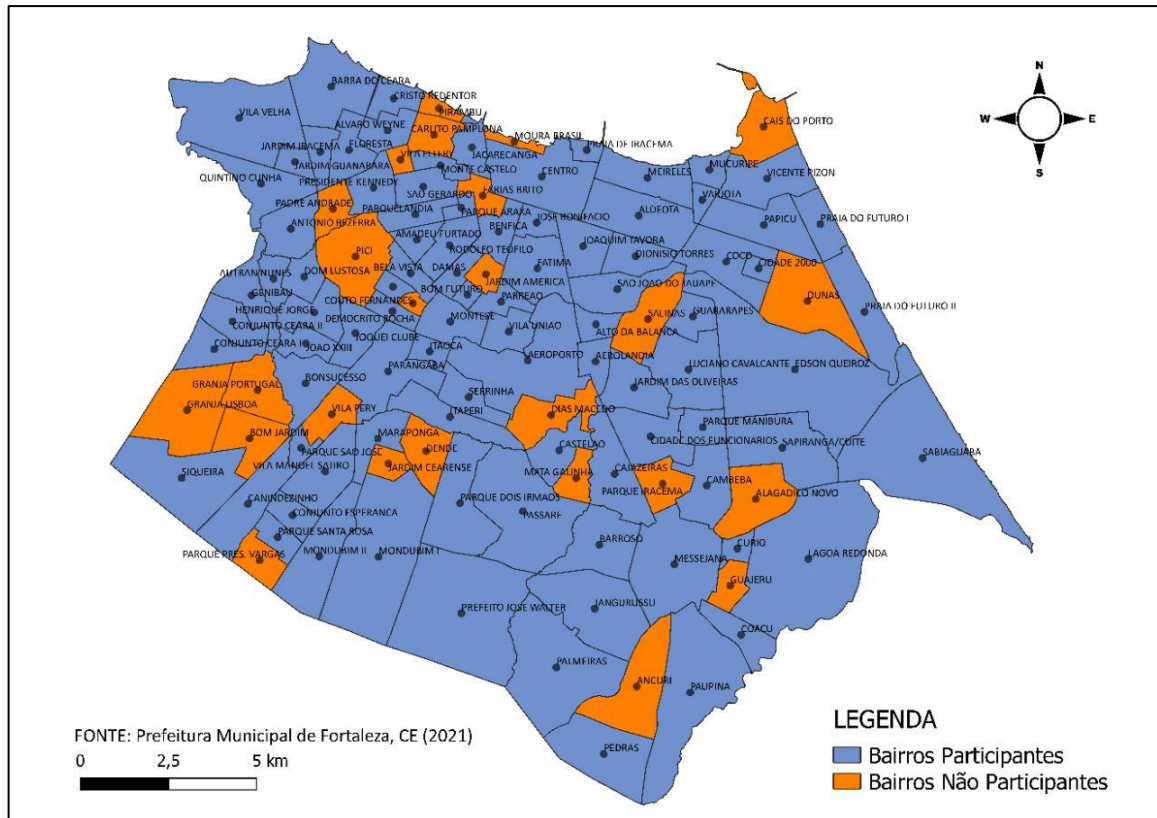 N
W
E
S
BARRA DO CEARA
CRISTO REDENTOR
PIRAMBU
VILA VELHA
ALVARO WEYNE
CARLITO PAMPLONA
MOURA BRASIL
CAIS DO PORTO
JARDIM IRACEMA
FLORESTA
VILA ELLERY
JACARECANGA
PRAIA DE IRACEMA
JARDIM GUANABARA
MONTE CASTELO
CENTRO
MEIRELES
MUCURIPE
VICENTE PIZON
QUINTINO CUNHA
PRESIDENTE KENNEDY
SAO GERARDO
FARIAS BRITO
VARJOTA
PADRE ANDRADE
PARQUELANDIA
PARQUE ARAXA
JOSE BONIFACIO
ALDEOTA
PAPICU
PRAIA DO FUTURO I
ANTONIO BEZERRA
AMADEU FURTADO
BENFICA
RODOLFO TEOFILO
JOAQUIM TAVORA
PICI
DIONISIO TORRES
COCO
CIDADE 2000
AUTRAN NUNES
DOM LUSTOSA
BELA VISTA
DAMAS
JARDIM AMERICA
FATIMA
GENIBAU
BOM FUTURO
PARREAO
SAO JOAO DO TAUAPE
DUNAS
PRAIA DO FUTURO II
HENRIQUE JORGE
COUTO FERNANDES
DEMOCRITO ROCHA
MONTESE
VILA UNIAO
SALINAS
GUARARAPES
CONJUNTO CEARA II
JOQUEI CLUBE
ALTO DA BALANCA
CONJUNTO CEARA I
JOAO XXIII
ITAOCA
AEROPORTO
AEROLANDIA
LUCIANO CAVALCANTE
EDSON QUEIROZ
BONSUCESSO
PARANGABA
JARDIM DAS OLIVEIRAS
GRANJA PORTUGAL
SERRINHA
GRANJA LISBOA
VILA PERY
ITAPERI
DIAS MACEDO
PARQUE MANIBURA
BOM JARDIM
MARAPONGA
CIDADE DOS FUNCIONARIOS
SAPIRANGA/COITE
PARQUE SAO JOSE
DENDE
CASTELAO
SABIAGUABA
VILA MANOEL SATIRO
JARDIM CEARENSE
MATA GALINHA
CAJAZEIRAS
SIQUEIRA
PARQUE IRACEMA
CAMBEBA
ALAGADICO NOVO
CANINDEZINHO
PARQUE DOIS IRMAOS
CONJUNTO ESPERANCA
PASSARE
PARQUE SANTA ROSA
BARROSO
CURIO
PARQUE PRES. VARGAS
MONDUBIM II
MONDUBIM I
MESSEJANA
LAGOA REDONDA
GUAJERU
PREFEITO JOSE WALTER
JANGURUSSU
COACU
PALMEIRAS
ANCURI
PAUPINA
PEDRAS
FONTE: Prefeitura Municipal de Fortaleza, CE (2021)
0 2,5 5 km
LEGENDA
Bairros Participantes
Bairros Não Participantes